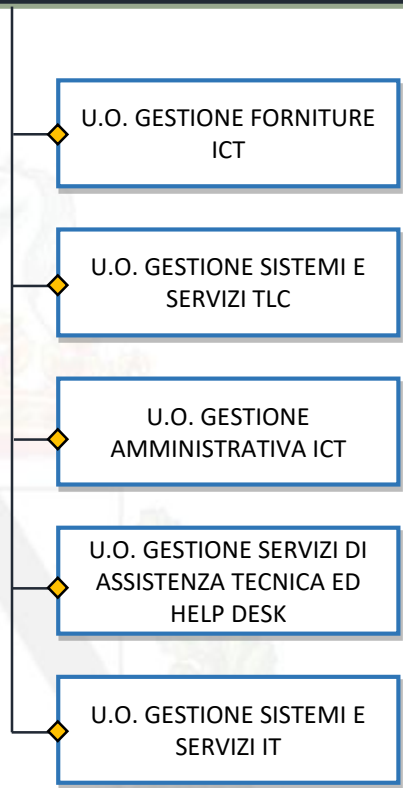 U.O. GESTIONE FORNITURE
ICT
U.O. GESTIONE SISTEMI E
SERVIZI TLC
U.O. GESTIONE
AMMINISTRATIVA ICT
U.O. GESTIONE SERVIZI DI
ASSISTENZA TECNICA ED
HELP DESK
U.O. GESTIONE SISTEMI E
SERVIZI IT